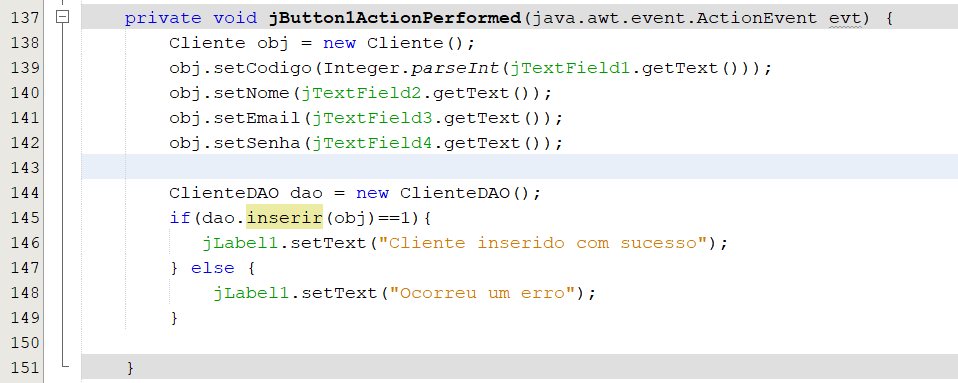 137 private void jButton1ActionPerformed(java.awt.event.ActionEvent evt) {
138 Cliente obj = new Cliente();
139 obj.setCodigo(Integer.parseInt(jTextField1.getText()));
140 obj.setNome(jTextField2.getText());
141 obj.setEmail(jTextField3.getText());
142 obj.setSenha(jTextField4.getText());
143
144 ClienteDAO dao = new ClienteDAO();
145 if(dao.inserir(obj)==1){
146 jLabel1.setText("Cliente inserido com sucesso");
147 } else {
148 jLabel1.setText("Ocorreu um erro");
149 }
150
151 }